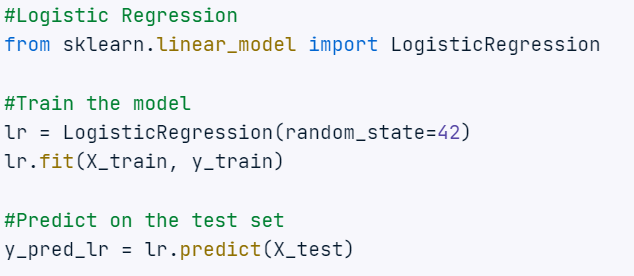 #Logistic Regression
from sklearn.linear_model import LogisticRegression
#Train the model
lr = LogisticRegression(random_state=42)
lr.fit(X_train, y_train)
#Predict on the test set
y_pred_lr = lr.predict(X_test)